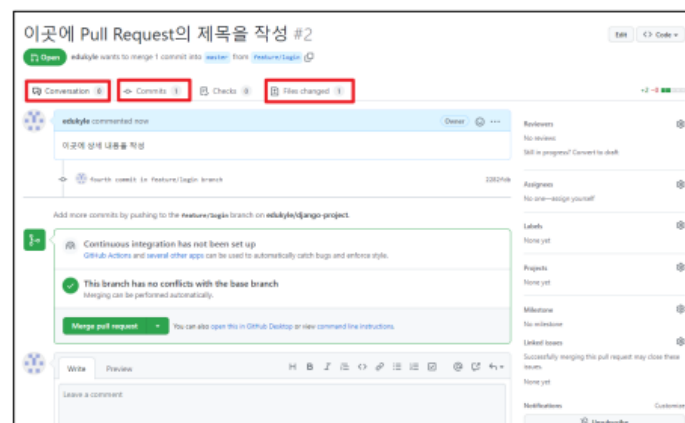 이곳에 Pull Request의 제목을 작성 #2
Edit
<> Code
Open
edukyle wants to merge 1 commit into master from feature/login
Conversation 0
Commits 1
Checks 0
Files changed 1
+2 −0
edukyle commented now
Owner
이곳에 상세 내용을 작성
fourth commit in feature/login branch
Add more commits by pushing to the feature/login branch on edukyle/django-project.
Continuous integration has not been set up
GitHub Actions and several other apps can be used to automatically catch bugs and enforce style.
This branch has no conflicts with the base branch
Merging can be performed automatically.
Merge pull request
You can also open this in GitHub Desktop or view command line instructions.
Write
Preview
H B I
Leave a comment
Reviewers
No reviews
Still in progress? Convert to draft
Assignees
No one—assign yourself
Labels
None yet
Projects
None yet
Milestone
No milestone
Linked issues
Successfully merging this pull request may close these issues.
None yet
Notifications
Customize
Unsubscribe